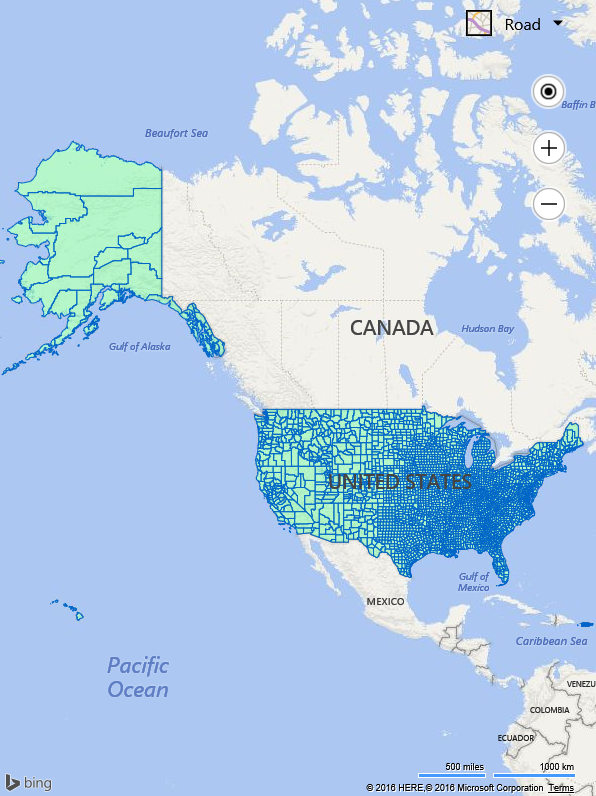 Road
Baffin B
Beaufort Sea
CANADA
Hudson Bay
Gulf of Alaska
UNITED STATES
Gulf of
Mexico
MEXICO
Caribbean Sea
Pacific
Ocean
VENEZU
COLOMBIA
ECUADOR
500 miles
1000 km
bing
© 2016 HERE,© 2016 Microsoft Corporation Terms